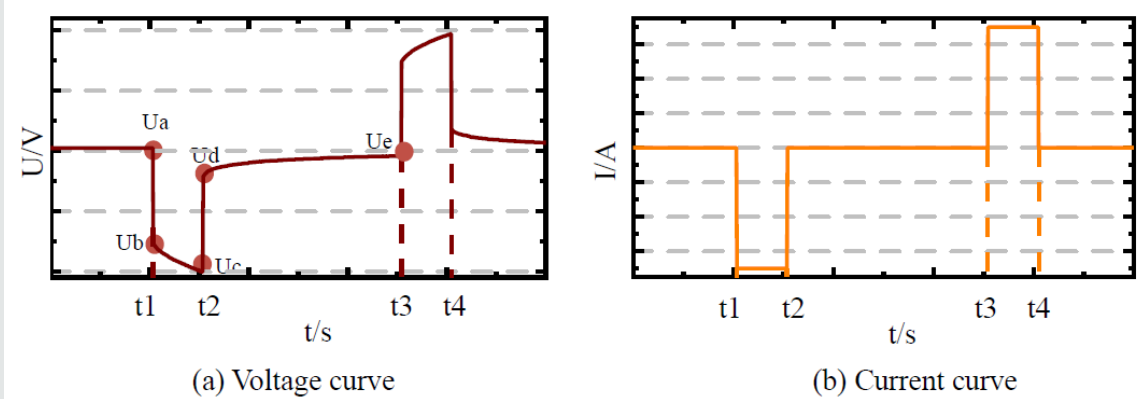 U/V
Ua
Ub
Uc
Ud
Ue
t1 t2 t3 t4
t/s
(a) Voltage curve
I/A
t1 t2 t3 t4
t/s
(b) Current curve